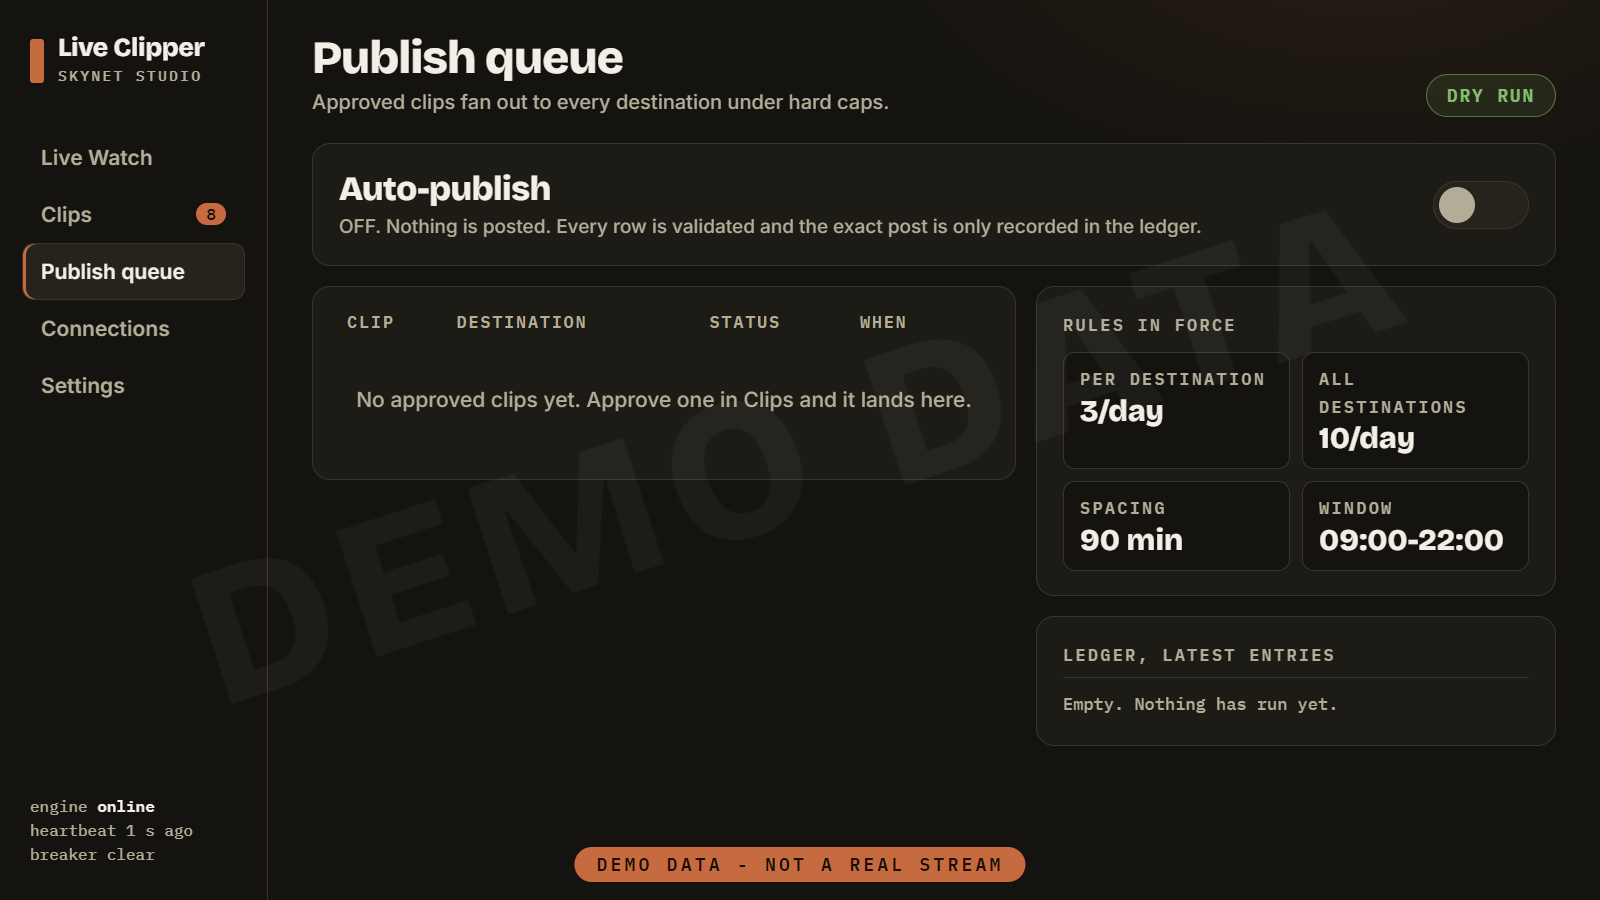 Live Clipper
SKYNET STUDIO
Live Watch
Clips 8
Publish queue
Connections
Settings
engine online
heartbeat 1 s ago
breaker clear
Publish queue
Approved clips fan out to every destination under hard caps.
DRY RUN
Auto-publish
OFF. Nothing is posted. Every row is validated and the exact post is only recorded in the ledger.
CLIP DESTINATION STATUS WHEN
No approved clips yet. Approve one in Clips and it lands here.
RULES IN FORCE
PER DESTINATION
3/day
ALL
DESTINATIONS
10/day
SPACING
90 min
WINDOW
09:00-22:00
LEDGER, LATEST ENTRIES
Empty. Nothing has run yet.
DEMO DATA
DEMO DATA - NOT A REAL STREAM